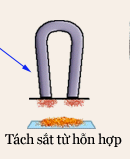 Tách sắt từ hỗn hợp